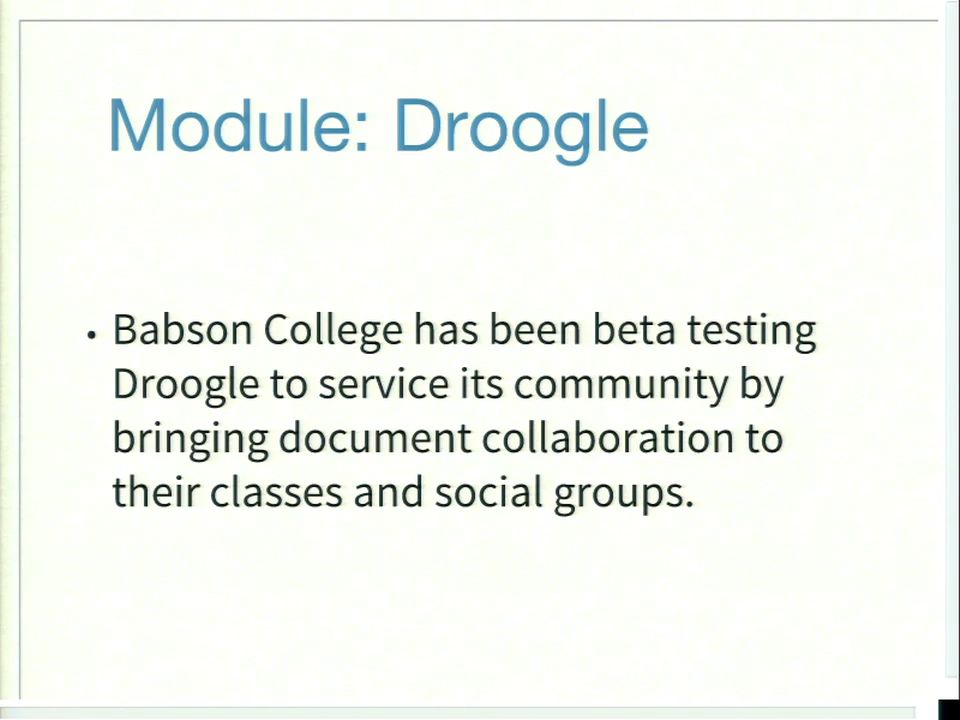 Module: Droogle
• Babson College has been beta testing
Droogle to service its community by
bringing document collaboration to
their classes and social groups.